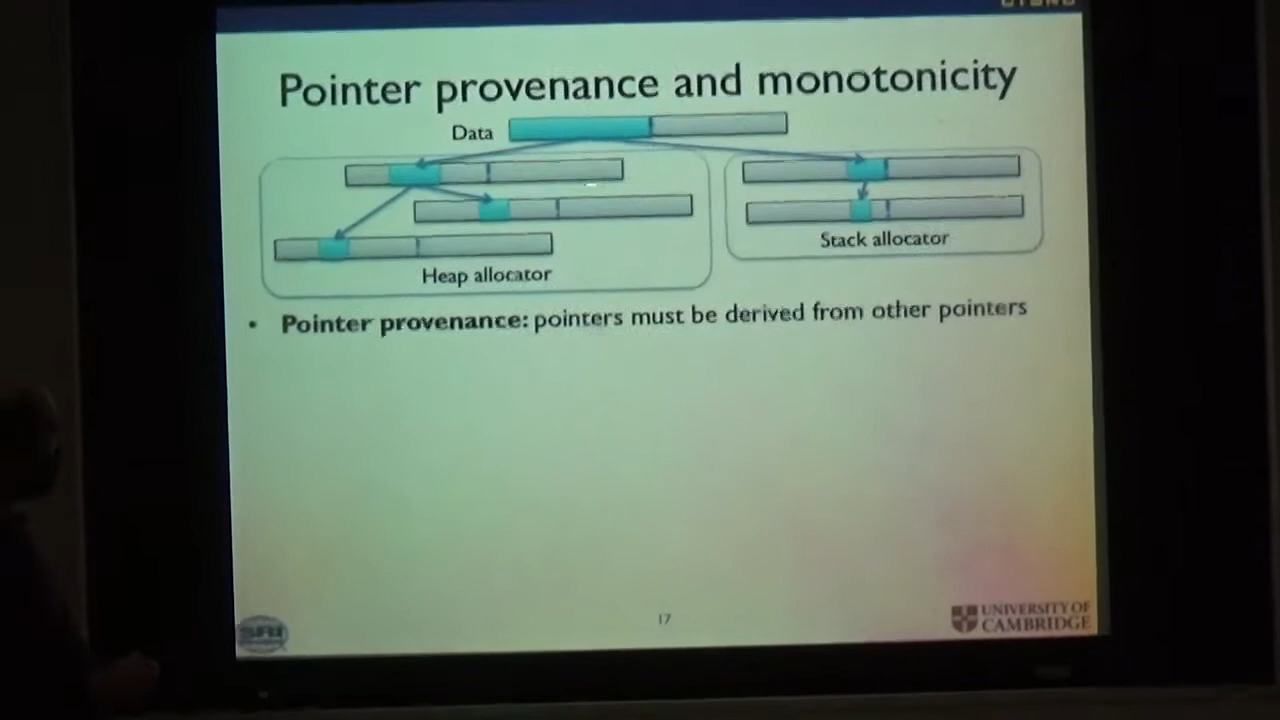 Pointer provenance and monotonicity
Data
Stack allocator
Heap allocator
• Pointer provenance: pointers must be derived from other pointers
17
SRI
UNIVERSITY OF
CAMBRIDGE